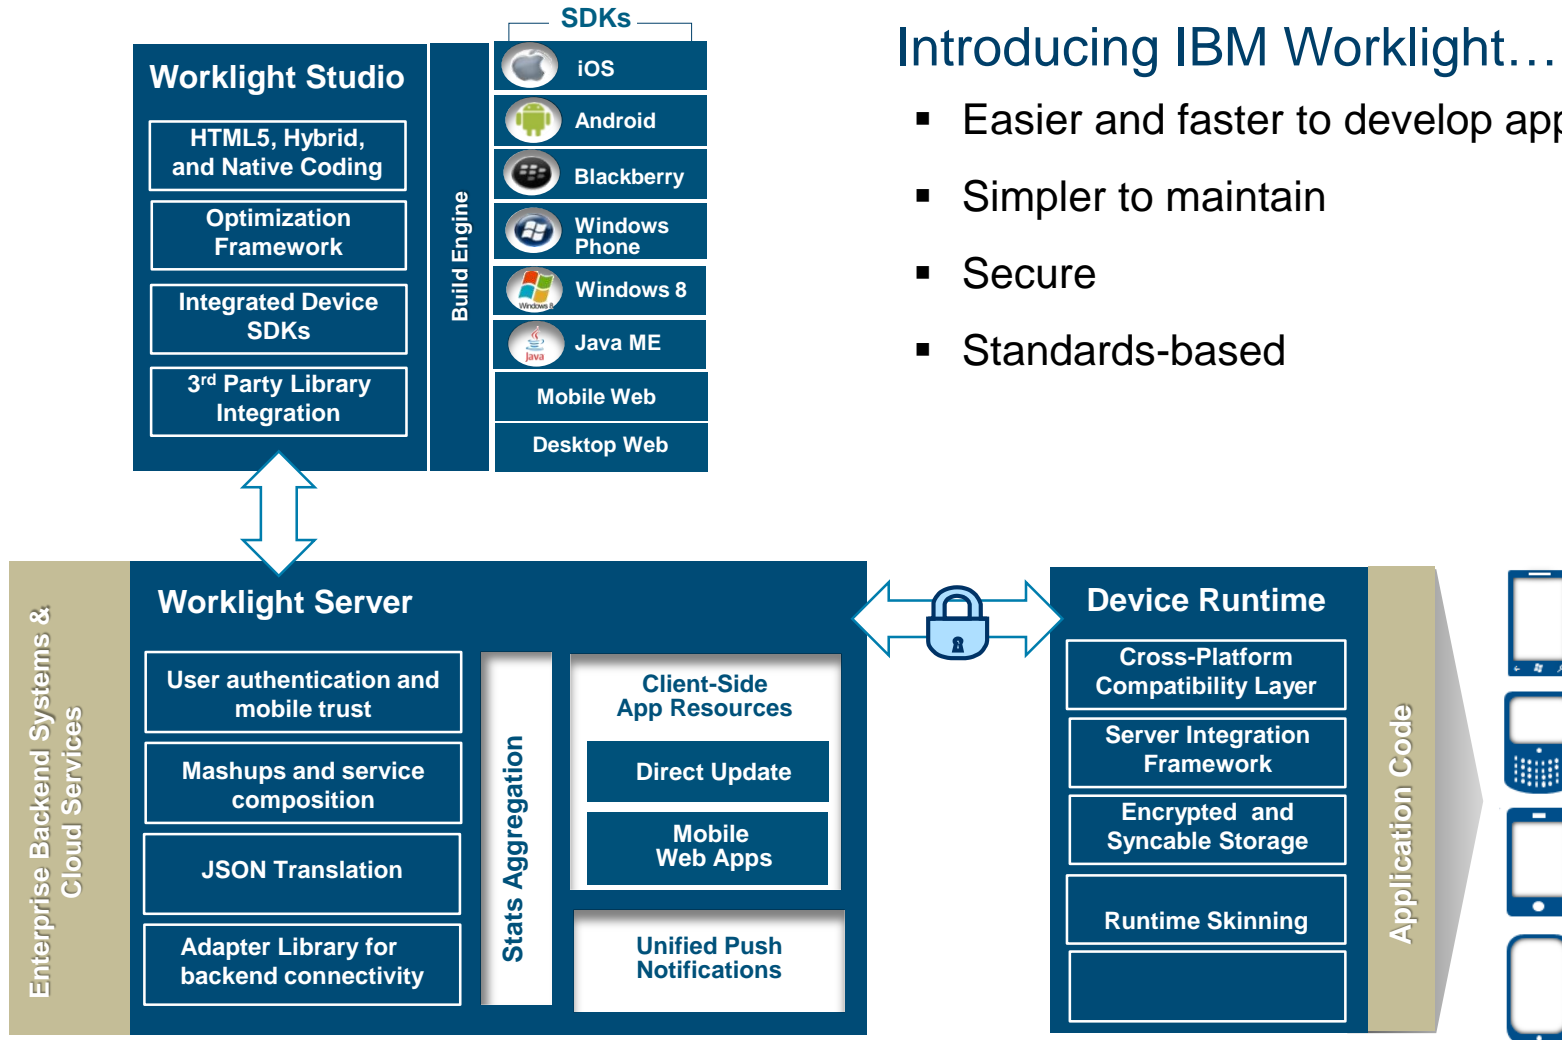 SDKs
Introducing IBM Worklight…
Easier and faster to develop app
Simpler to maintain
Secure
Standards-based
Worklight Studio
HTML5, Hybrid,
and Native Coding
Optimization
Framework
Integrated Device
SDKs
3rd Party Library
Integration
Build Engine
iOS
Android
Blackberry
Windows
Phone
Windows 8
Windows 8
Java
Java ME
Mobile Web
Desktop Web
Enterprise Backend Systems &
Cloud Services
Worklight Server
User authentication and
mobile trust
Mashups and service
composition
JSON Translation
Adapter Library for
backend connectivity
Stats Aggregation
Client-Side
App Resources
Direct Update
Mobile
Web Apps
Unified Push
Notifications
Device Runtime
Cross-Platform
Compatibility Layer
Server Integration
Framework
Encrypted and
Syncable Storage
Runtime Skinning
Application Code